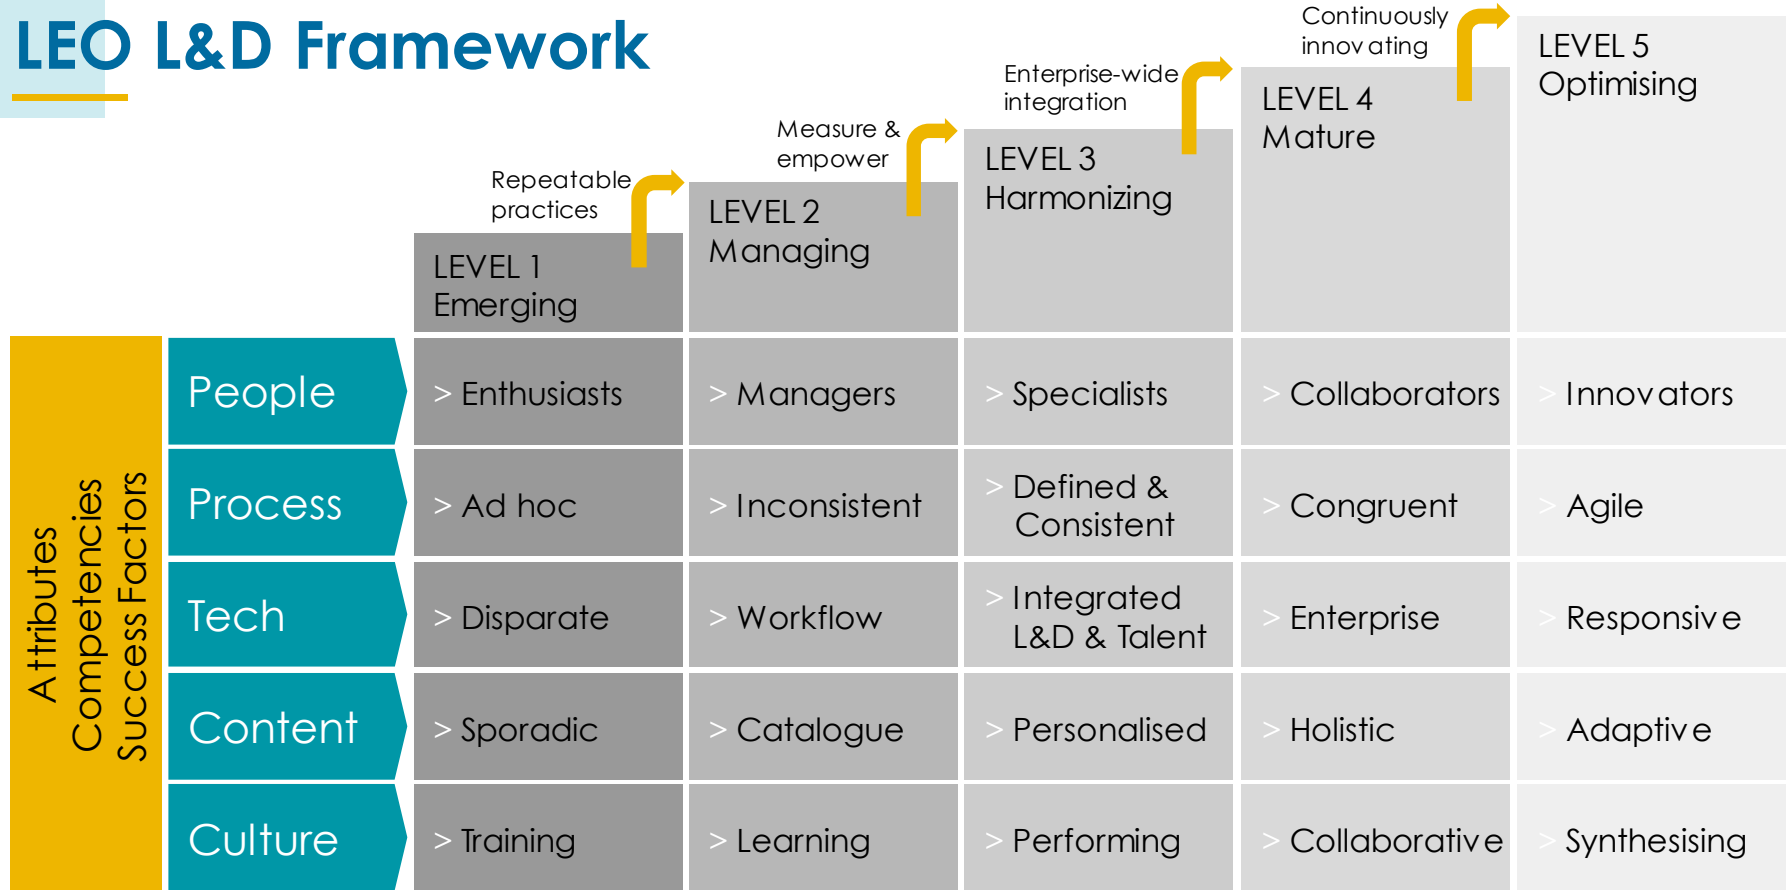 LEO L&D Framework
Repeatable
practices
Measure &
empower
Enterprise-wide
integration
Continuously
innovating
LEVEL 1
Emerging
LEVEL 2
Managing
LEVEL 3
Harmonizing
LEVEL 4
Mature
LEVEL 5
Optimising
Attributes
Competencies
Success Factors
People
> Enthusiasts
> Managers
> Specialists
> Collaborators
> Innovators
Process
> Ad hoc
> Inconsistent
> Defined &
Consistent
> Congruent
> Agile
Tech
> Disparate
> Workflow
> Integrated
L&D & Talent
> Enterprise
> Responsive
Content
> Sporadic
> Catalogue
> Personalised
> Holistic
> Adaptive
Culture
> Training
> Learning
> Performing
> Collaborative
> Synthesising